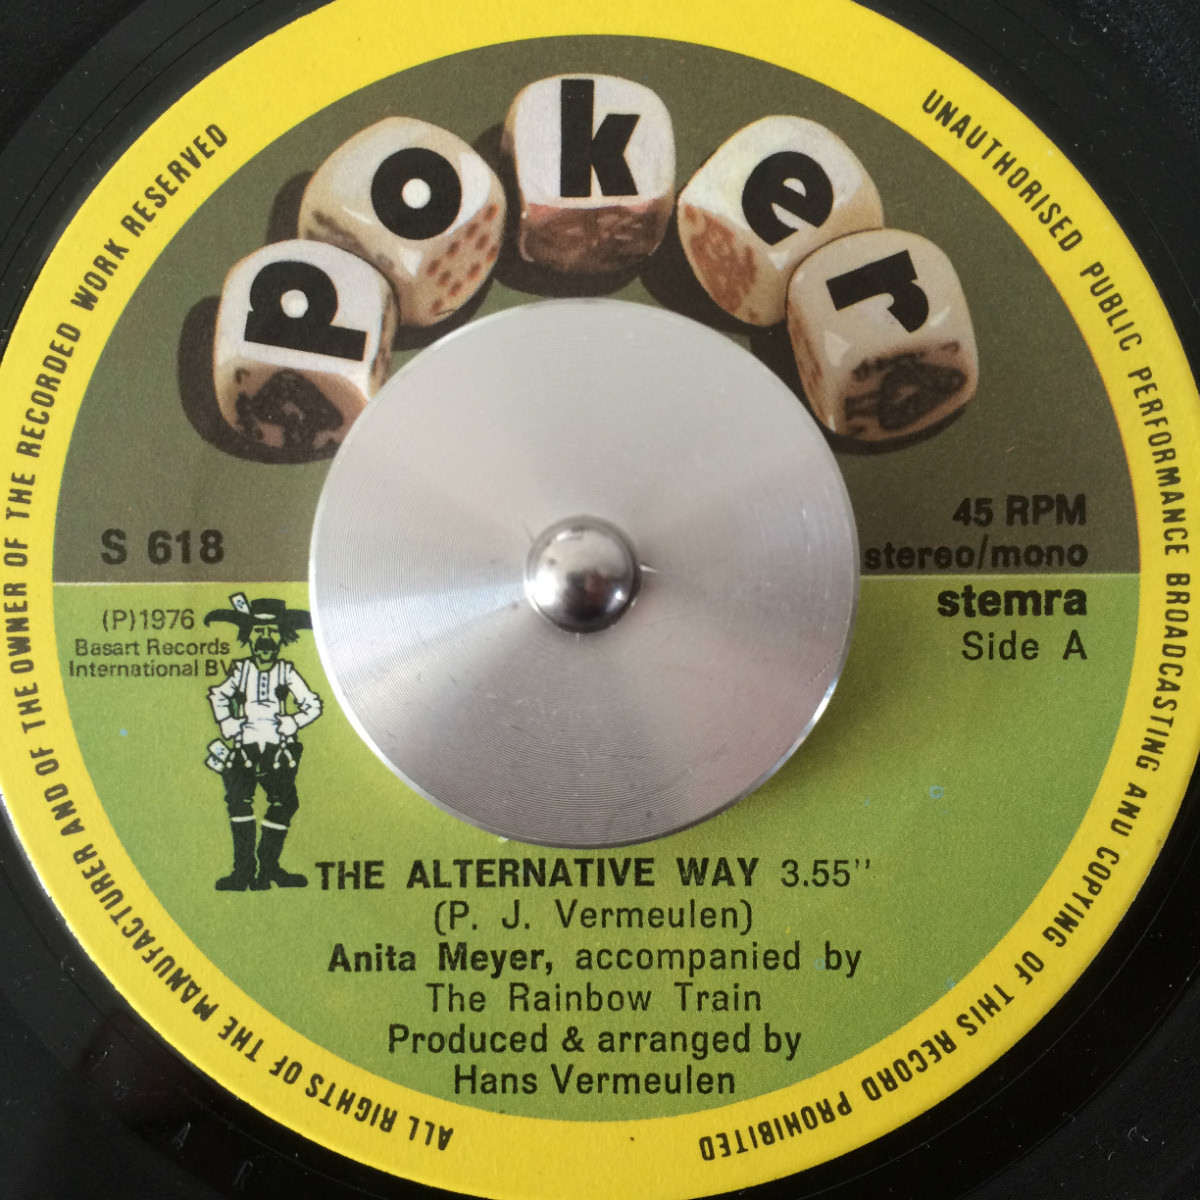 poker
S 618
45 RPM
stereo/mono
stemra
Side A
(P)1976
Basart Records
International BV
THE ALTERNATIVE WAY 3.55''
(P. J. Vermeulen)
Anita Meyer, accompanied by
The Rainbow Train
Produced & arranged by
Hans Vermeulen
ALL RIGHTS OF THE MANUFACTURER AND OF THE OWNER OF THE RECORDED WORK RESERVED
UNAUTHORISED PUBLIC PERFORMANCE BROADCASTING AND COPYING OF THIS RECORD PROHIBITED